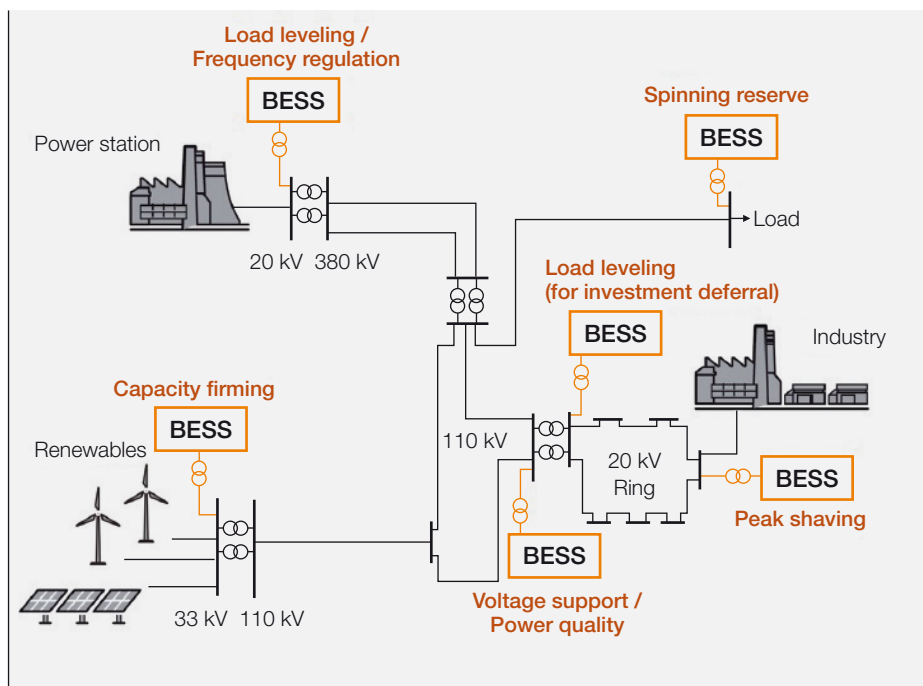 Load leveling /
Frequency regulation
BESS
Spinning reserve
BESS
Power station
Load
20 kV 380 kV
Load leveling
(for investment deferral)
BESS
Industry
Capacity firming
BESS
Renewables
110 kV
20 kV
Ring
BESS
Peak shaving
BESS
Voltage support /
Power quality
33 kV 110 kV